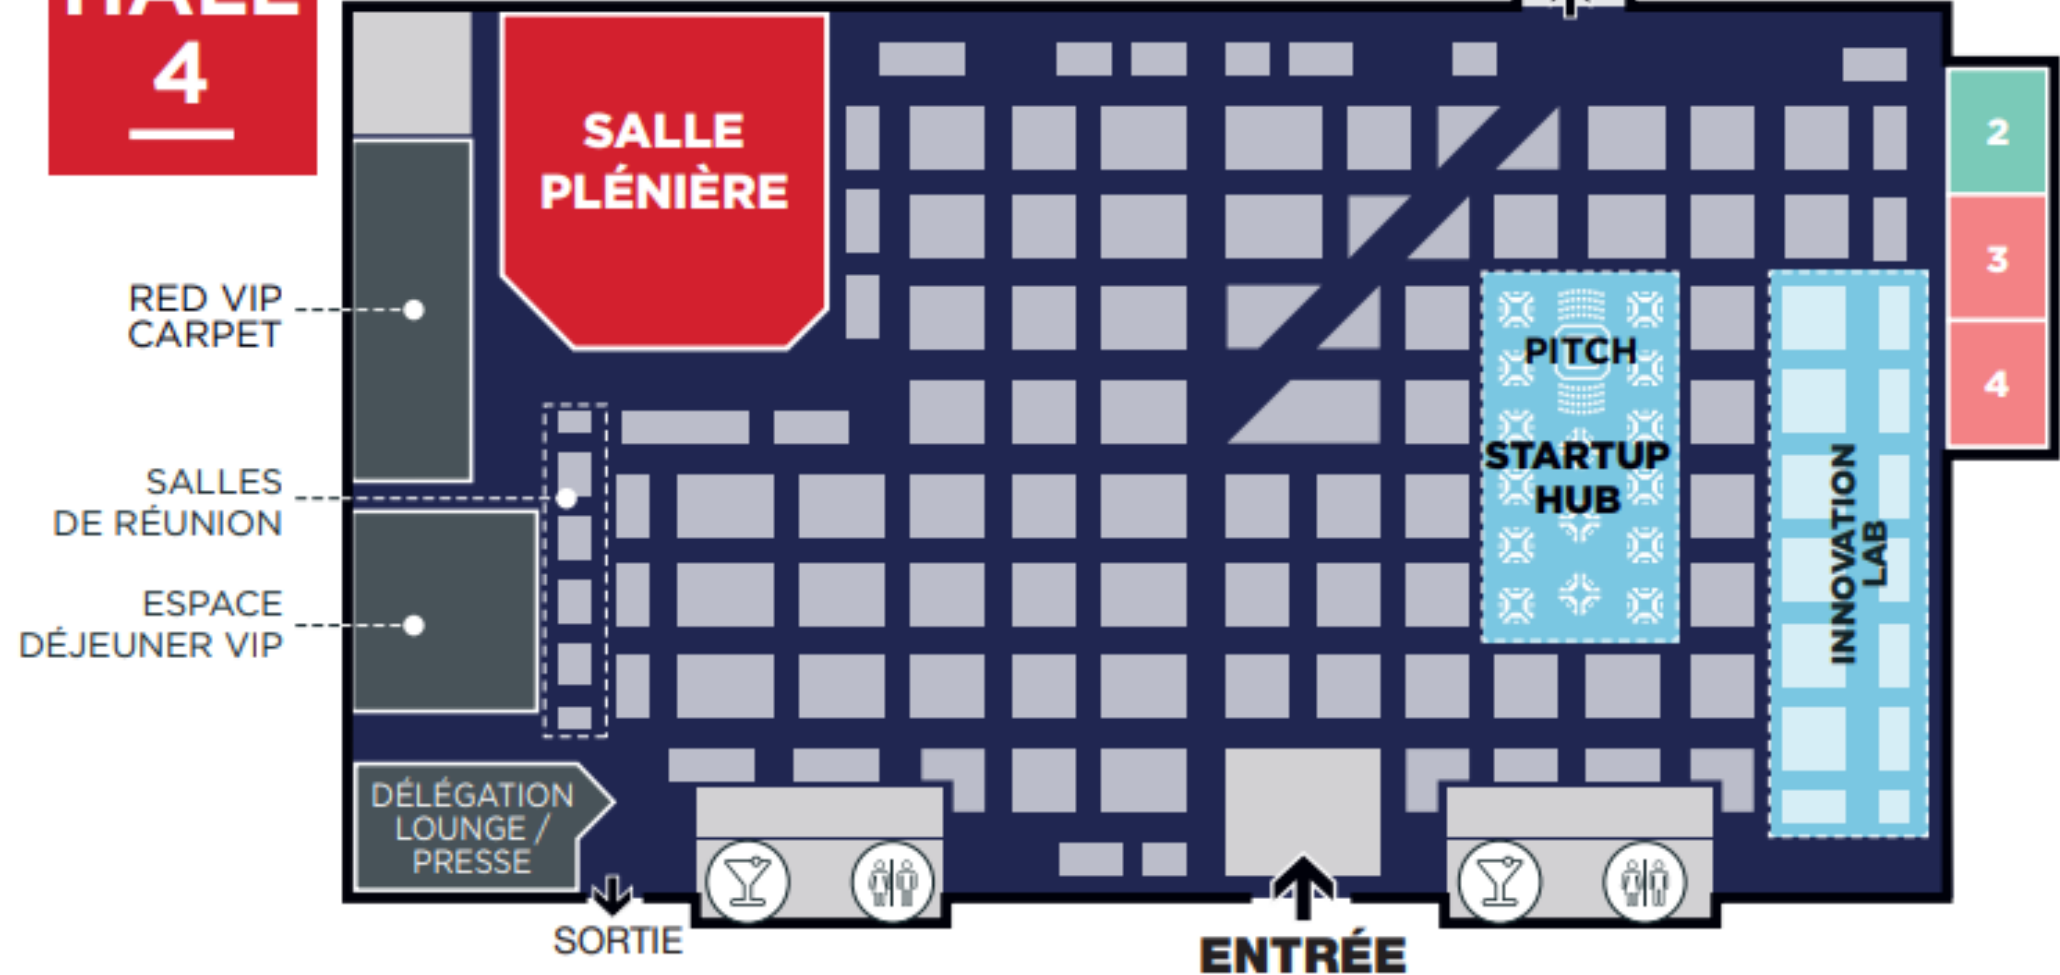 HALL
4
SALLE
PLÉNIÈRE
2
3
4
RED VIP
CARPET
PITCH
STARTUP
HUB
INNOVATION
LAB
SALLES
DE RÉUNION
ESPACE
DÉJEUNER VIP
DÉLÉGATION
LOUNGE /
PRESSE
SORTIE
ENTRÉE